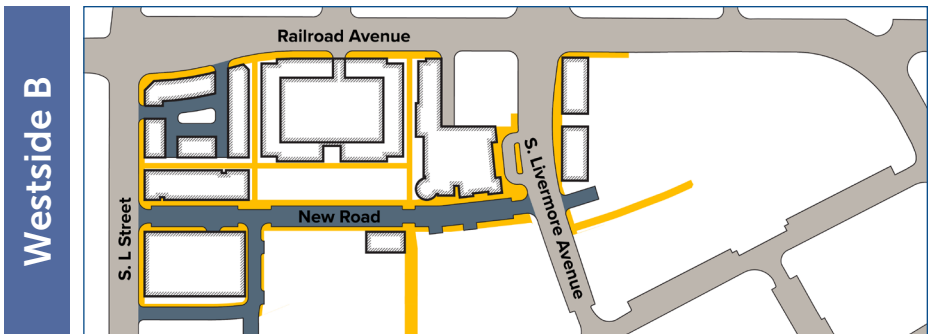 Westside B
Railroad Avenue
S. L Street
New Road
S. Livermore Avenue